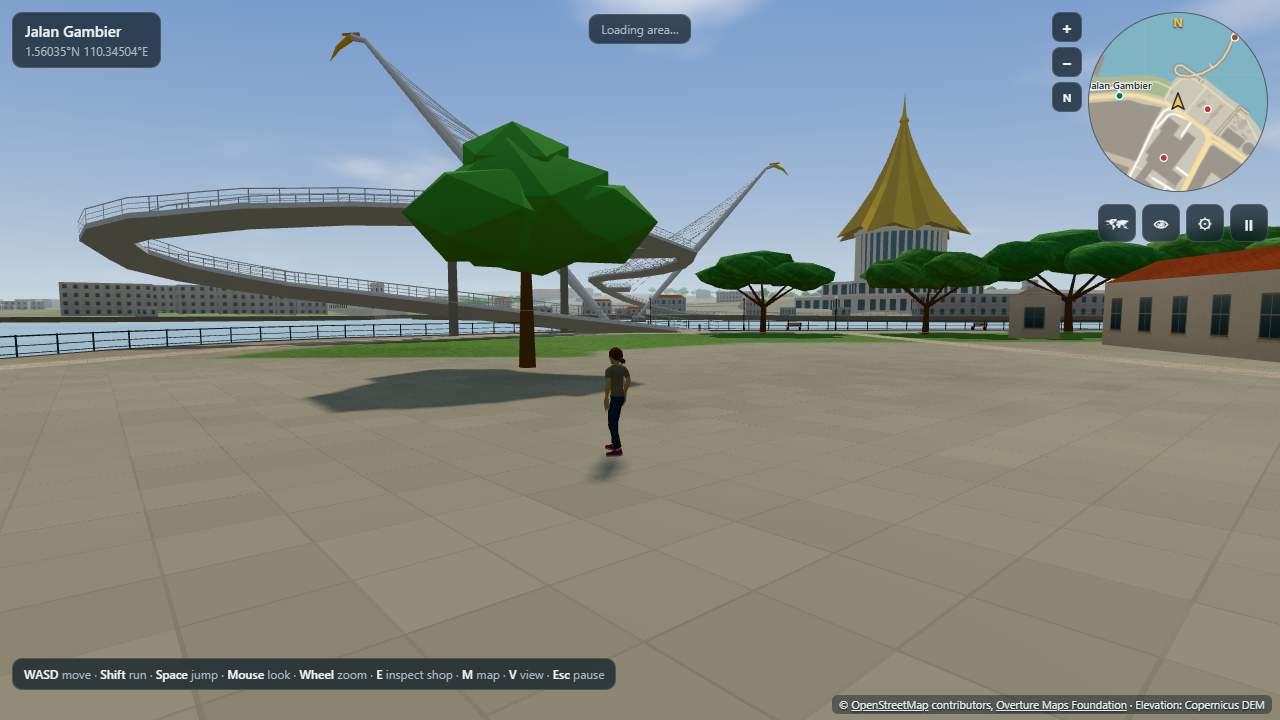 Jalan Gambier
1.56035°N 110.34504°E
Loading area...
+
−
N
N
alan Gambier
WASD move · Shift run · Space jump · Mouse look · Wheel zoom · E inspect shop · M map · V view · Esc pause
© OpenStreetMap contributors, Overture Maps Foundation · Elevation: Copernicus DEM